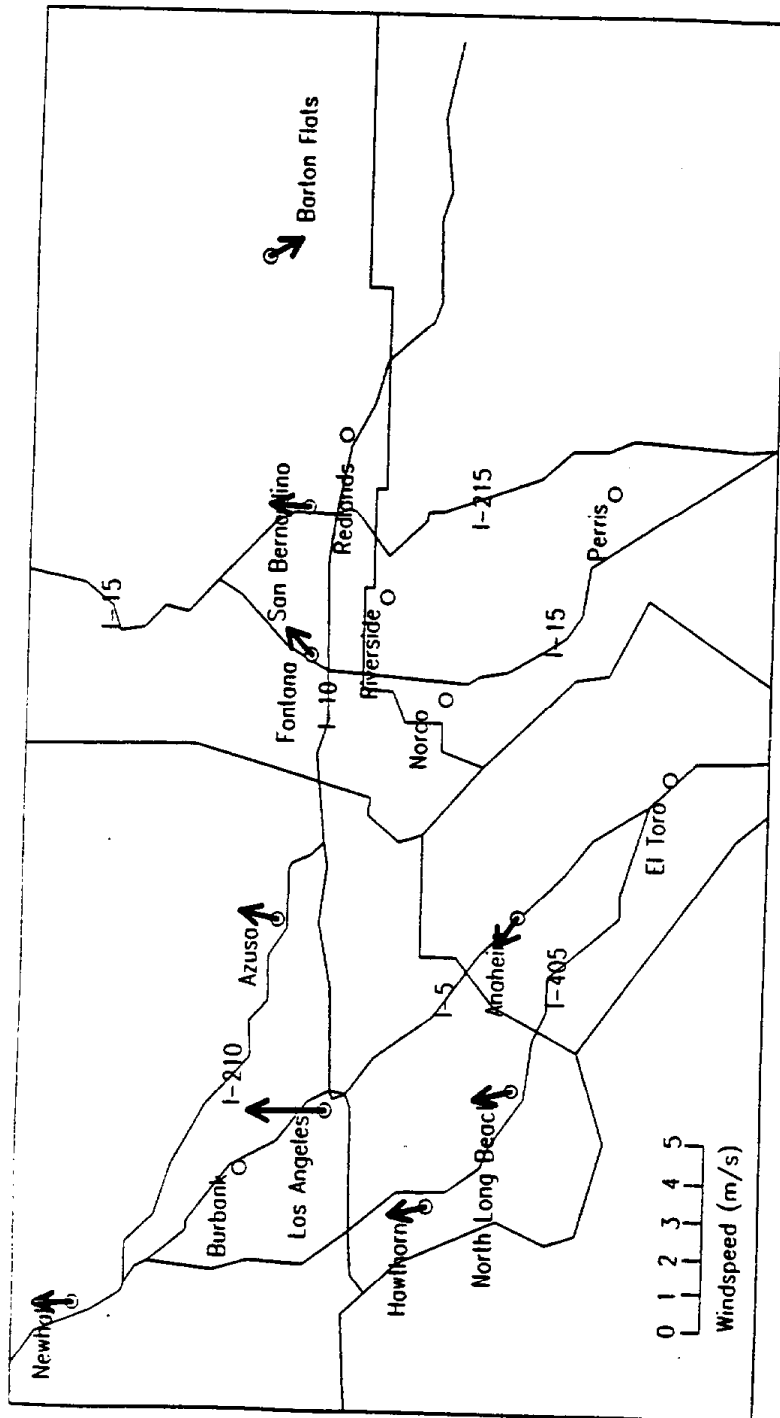 Newhall
Burbank
Los Angeles
I-210
Azusa
Hawthorn
North Long Beach
I-5
Anaheim
I-405
El Toro
Fontana
I-10
San Bernardino
I-15
Redlands
Riverside
Norco
I-15
I-215
Perris
Barton Flats
0 1 2 3 4 5
Windspeed (m/s)